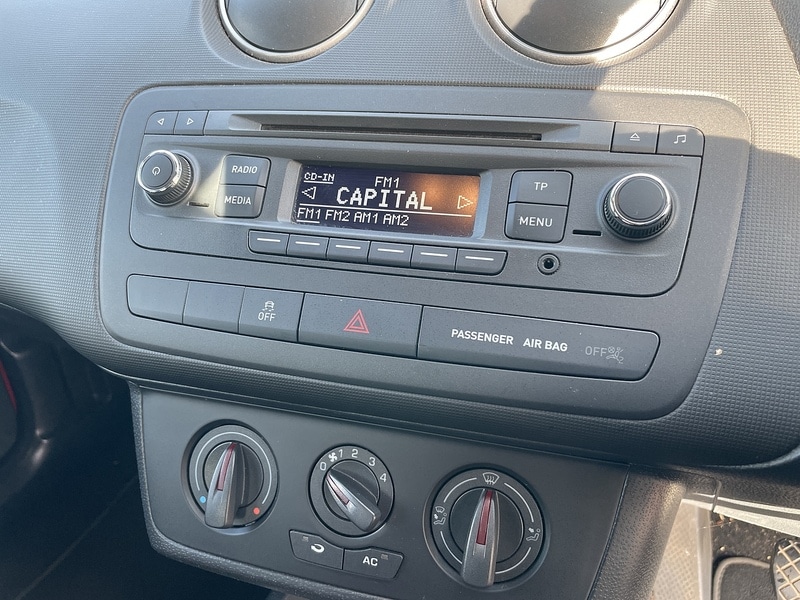 RADIO
MEDIA
CD-IN
FM1
CAPITAL
FM1 FM2 AM1 AM2
TP
MENU
OFF
PASSENGER AIR BAG OFF
0 1 2 3 4
AC